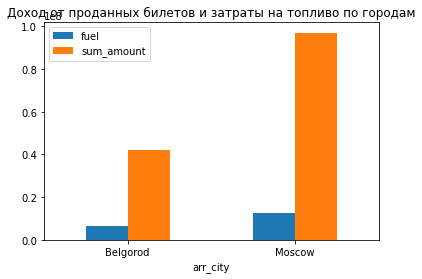 Доход от проданных билетов и затраты на топливо по городам
1e8
fuel
sum_amount
1.0
0.8
0.6
0.4
0.2
0.0
Belgorod
Moscow
arr_city